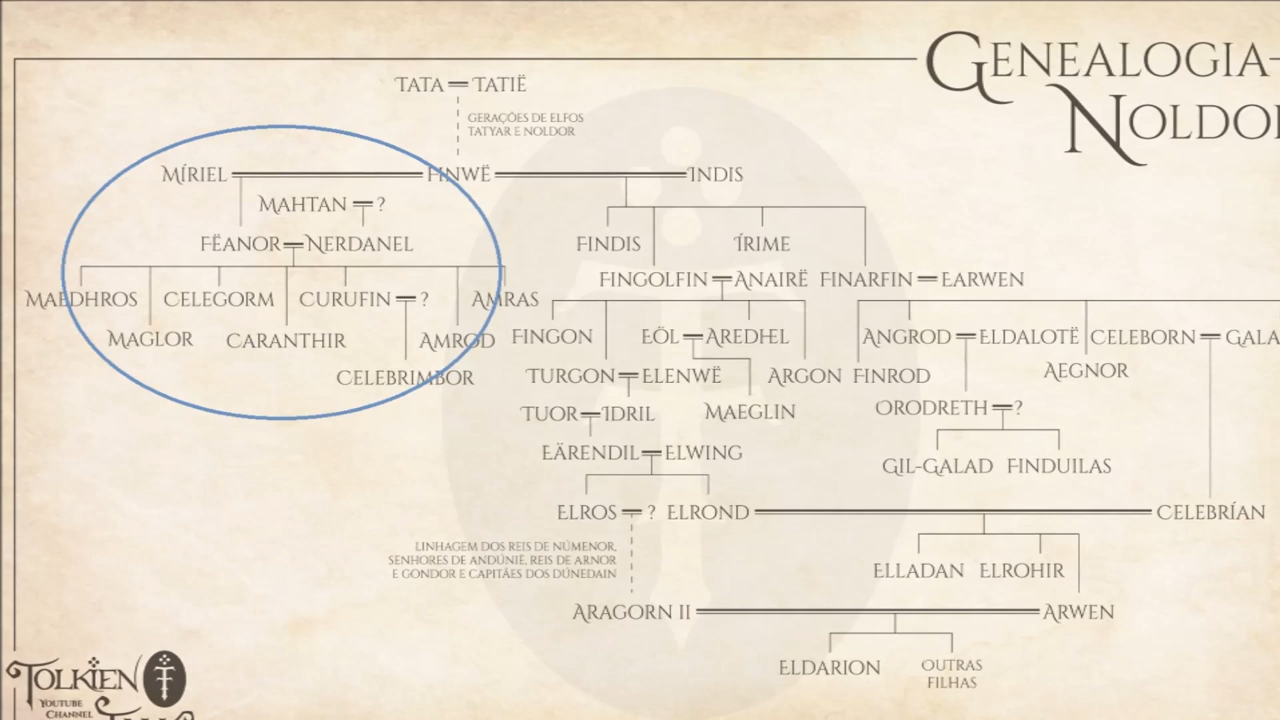 GENEALOGIA
NOLDO
TATA TATIË
GERAÇÕES DE ELFOS
TATYAR E NOLDOR
MÍRIEL FINWË INDIS
MAHTAN ?
FËANOR NERDANEL FINDIS ÍRIME
FINGOLFIN ANAIRË FINARFIN EARWEN
MAEDHROS CELEGORM CURUFIN ? AMRAS
MAGLOR CARANTHIR AMROD FINGON EÖL AREDHEL ANGROD ELDALOTË CELEBORN GALA
AEGNOR
CELEBRIMBOR TURGON ELENWË ARGON FINROD
TUOR IDRIL MAEGLIN ORODRETH ?
EÄRENDIL ELWING GIL-GALAD FINDUILAS
ELROS ? ELROND CELEBRÍAN
LINHAGEM DOS REIS DE NÚMENOR,
SENHORES DE ANDÚNIË, REIS DE ARNOR
E GONDOR E CAPITÃES DOS DÚNEDAIN
ELLADAN ELROHIR
ARAGORN II ARWEN
ELDARION OUTRAS
FILHAS
TOLKIEN
YOUTUBE
CHANNEL